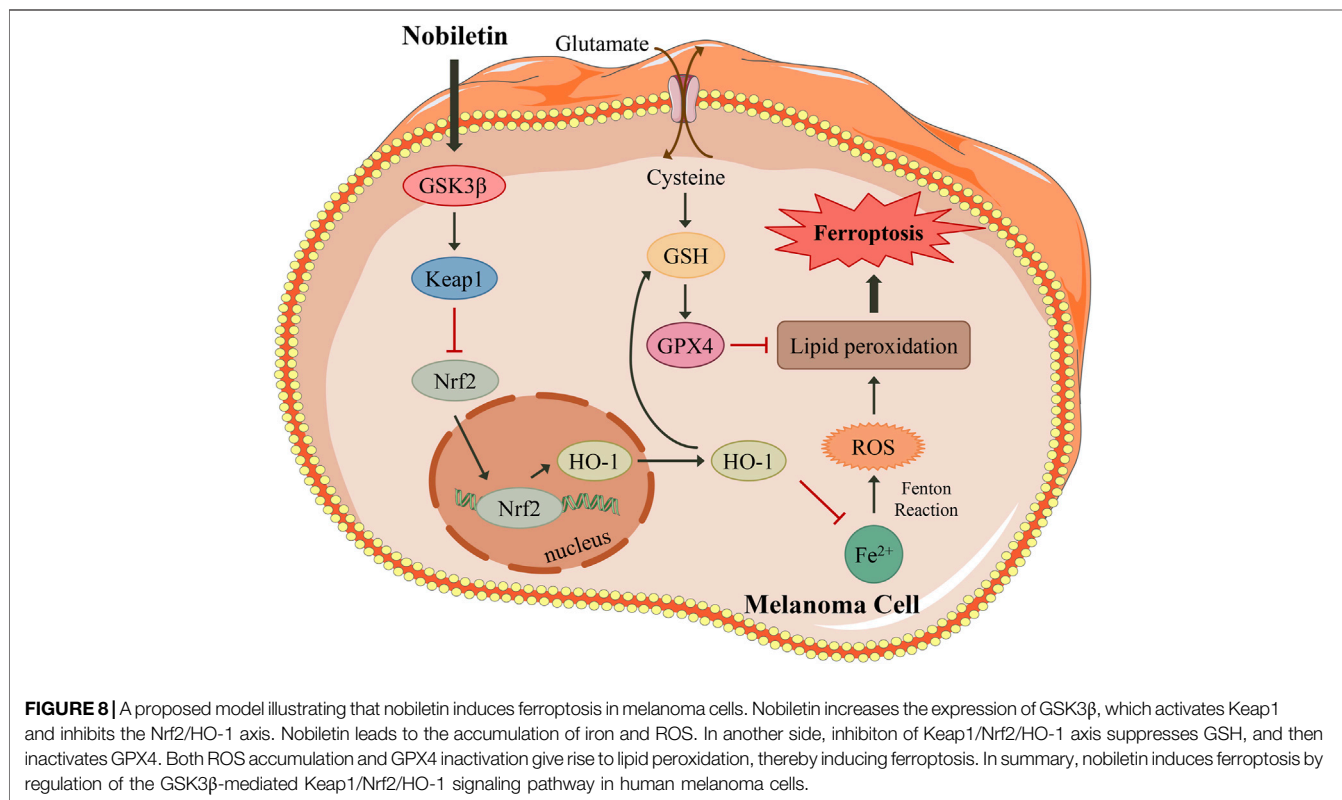 Nobiletin
Glutamate
GSK3β
Cysteine
Ferroptosis
GSH
Keap1
GPX4
Lipid peroxidation
Nrf2
HO-1
HO-1
ROS
Fenton
Reaction
Nrf2
nucleus
Fe²⁺
Melanoma Cell
FIGURE 8 | A proposed model illustrating that nobiletin induces ferroptosis in melanoma cells. Nobiletin increases the expression of GSK3β, which activates Keap1
and inhibits the Nrf2/HO-1 axis. Nobiletin leads to the accumulation of iron and ROS. In another side, inhibiton of Keap1/Nrf2/HO-1 axis suppresses GSH, and then
inactivates GPX4. Both ROS accumulation and GPX4 inactivation give rise to lipid peroxidation, thereby inducing ferroptosis. In summary, nobiletin induces ferroptosis by
regulation of the GSK3β-mediated Keap1/Nrf2/HO-1 signaling pathway in human melanoma cells.